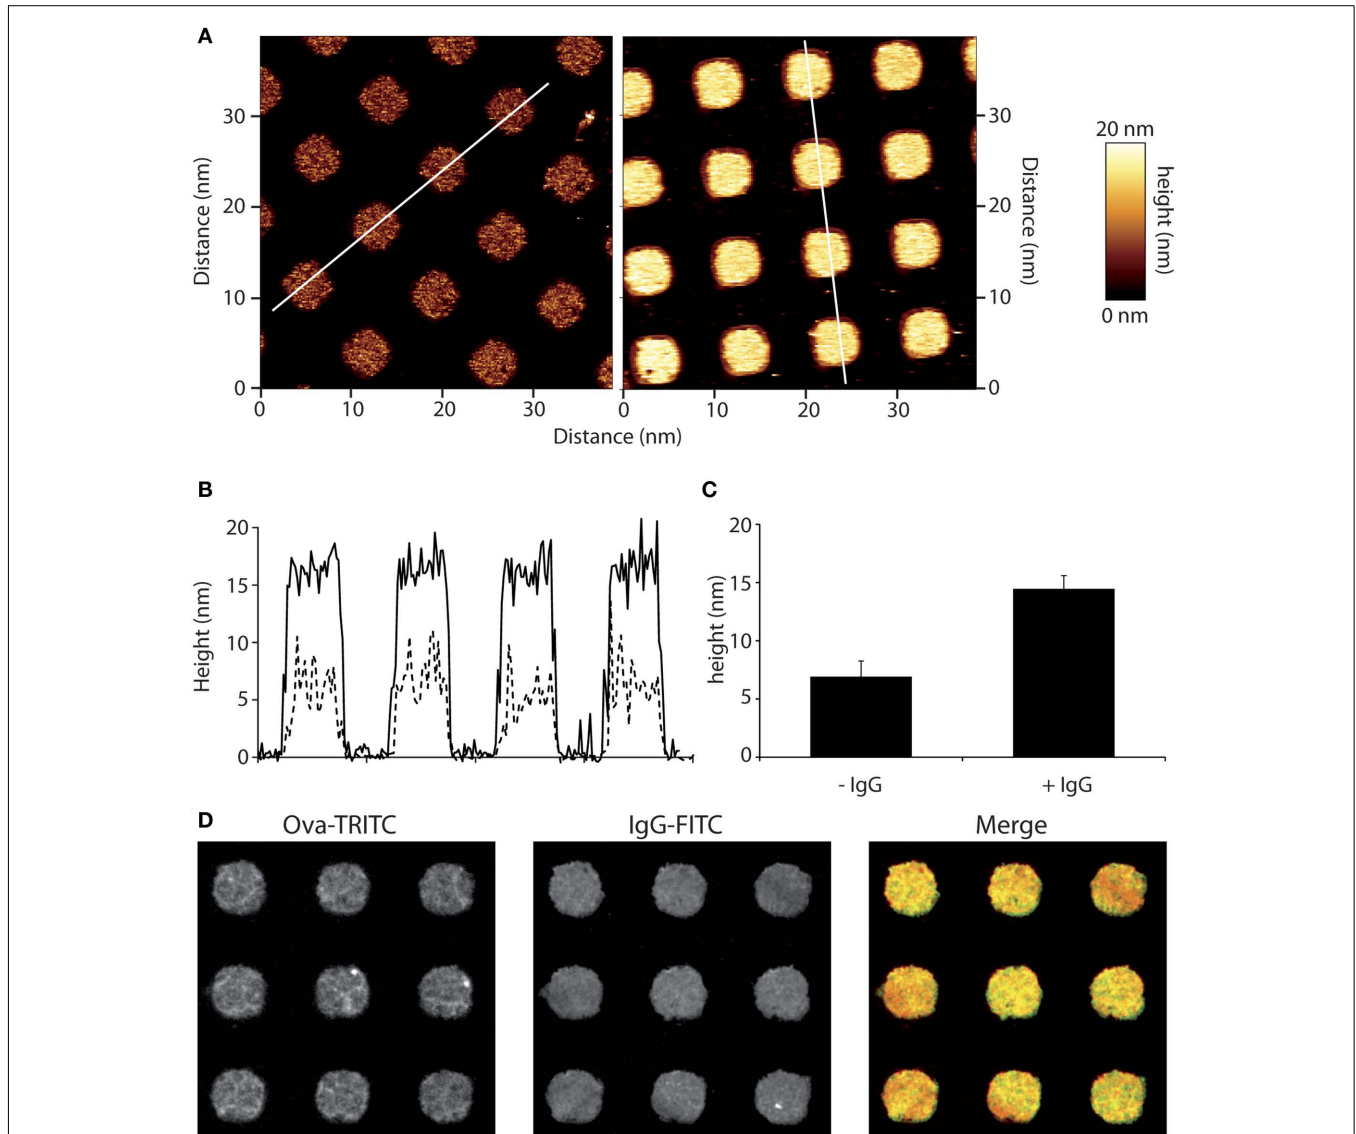 A
30
20
10
0
Distance (nm)
0 10 20 30
0 10 20 30
Distance (nm)
30
20
10
0
Distance (nm)
20 nm
height (nm)
0 nm
B
20
15
10
5
0
Height (nm)
C
20
15
10
5
0
height (nm)
- IgG + IgG
D
Ova-TRITC IgG-FITC Merge